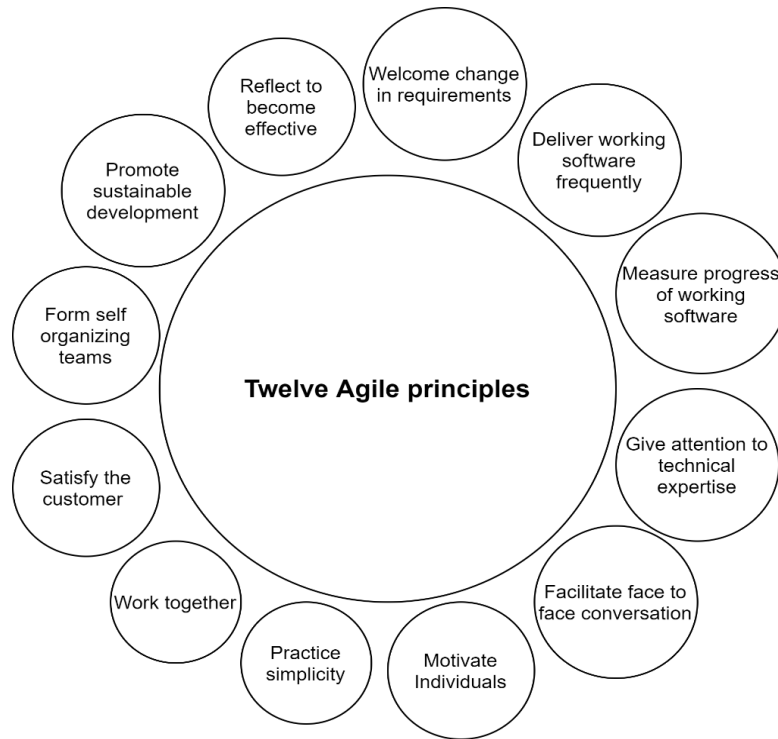 Welcome change
in requirements
Deliver working
software
frequently
Measure progress
of working
software
Give attention to
technical
expertise
Facilitate face to
face conversation
Motivate
Individuals
Practice
simplicity
Work together
Satisfy the
customer
Form self
organizing
teams
Promote
sustainable
development
Reflect to
become
effective
Twelve Agile principles